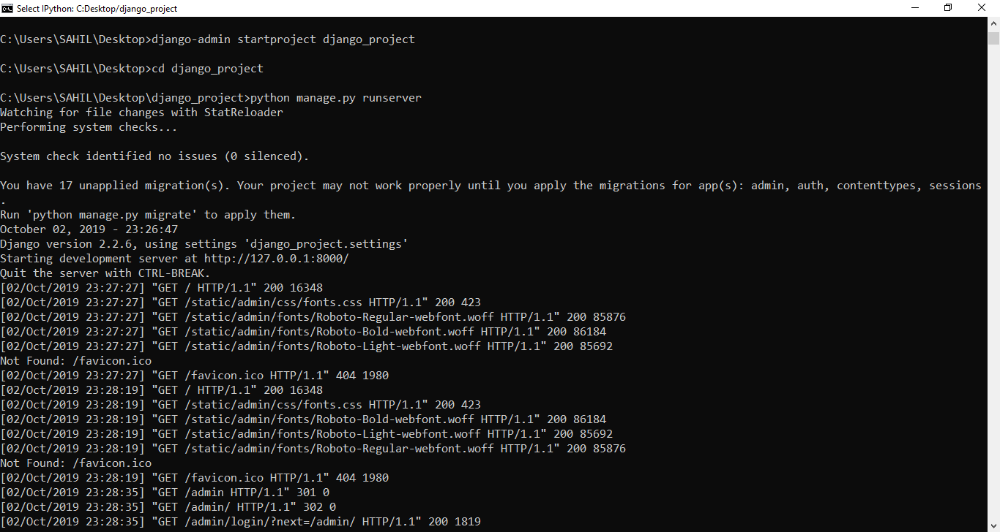 Select IPython: C:Desktop/django_project
C:\Users\SAHIL\Desktop>django-admin startproject django_project
C:\Users\SAHIL\Desktop>cd django_project
C:\Users\SAHIL\Desktop\django_project>python manage.py runserver
Watching for file changes with StatReloader
Performing system checks...
System check identified no issues (0 silenced).
You have 17 unapplied migration(s). Your project may not work properly until you apply the migrations for app(s): admin, auth, contenttypes, sessions
.
Run 'python manage.py migrate' to apply them.
October 02, 2019 - 23:26:47
Django version 2.2.6, using settings 'django_project.settings'
Starting development server at http://127.0.0.1:8000/
Quit the server with CTRL-BREAK.
[02/Oct/2019 23:27:27] "GET / HTTP/1.1" 200 16348
[02/Oct/2019 23:27:27] "GET /static/admin/css/fonts.css HTTP/1.1" 200 423
[02/Oct/2019 23:27:27] "GET /static/admin/fonts/Roboto-Regular-webfont.woff HTTP/1.1" 200 85876
[02/Oct/2019 23:27:27] "GET /static/admin/fonts/Roboto-Bold-webfont.woff HTTP/1.1" 200 86184
[02/Oct/2019 23:27:27] "GET /static/admin/fonts/Roboto-Light-webfont.woff HTTP/1.1" 200 85692
Not Found: /favicon.ico
[02/Oct/2019 23:27:27] "GET /favicon.ico HTTP/1.1" 404 1980
[02/Oct/2019 23:28:19] "GET / HTTP/1.1" 200 16348
[02/Oct/2019 23:28:19] "GET /static/admin/css/fonts.css HTTP/1.1" 200 423
[02/Oct/2019 23:28:19] "GET /static/admin/fonts/Roboto-Bold-webfont.woff HTTP/1.1" 200 86184
[02/Oct/2019 23:28:19] "GET /static/admin/fonts/Roboto-Light-webfont.woff HTTP/1.1" 200 85692
[02/Oct/2019 23:28:19] "GET /static/admin/fonts/Roboto-Regular-webfont.woff HTTP/1.1" 200 85876
Not Found: /favicon.ico
[02/Oct/2019 23:28:19] "GET /favicon.ico HTTP/1.1" 404 1980
[02/Oct/2019 23:28:35] "GET /admin HTTP/1.1" 301 0
[02/Oct/2019 23:28:35] "GET /admin/ HTTP/1.1" 302 0
[02/Oct/2019 23:28:35] "GET /admin/login/?next=/admin/ HTTP/1.1" 200 1819